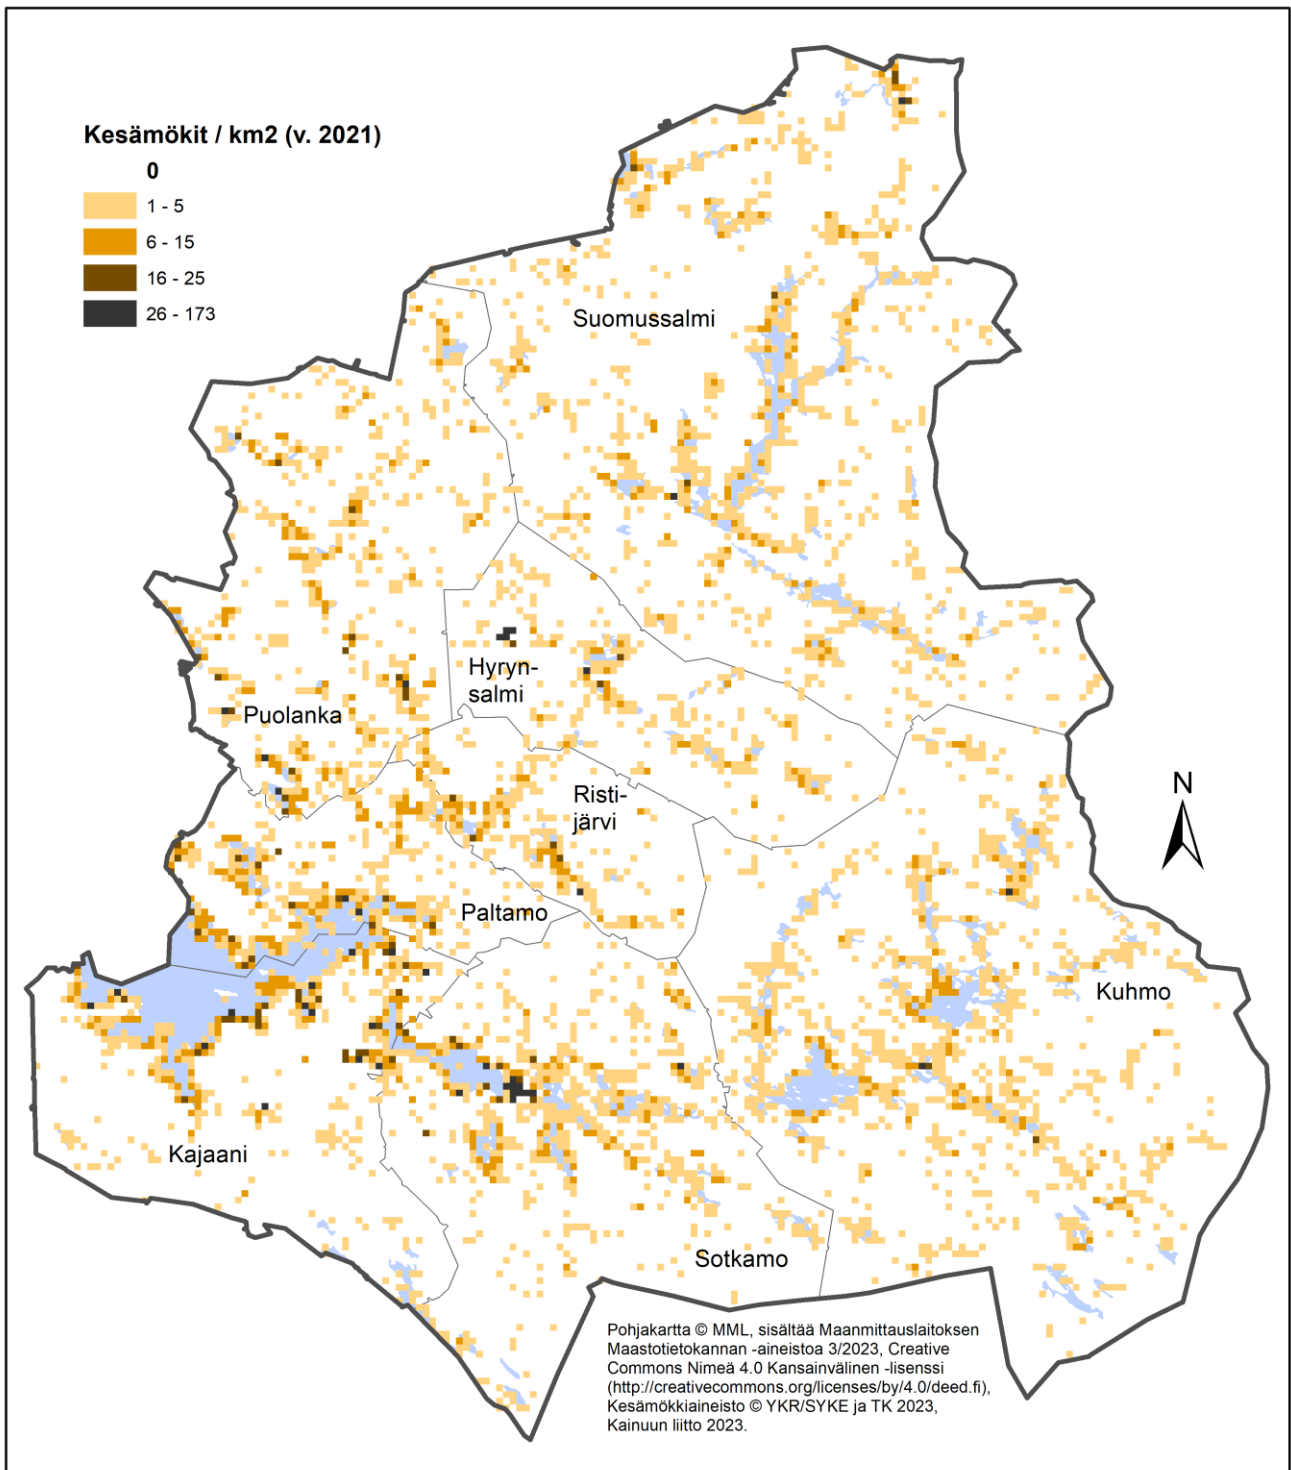 Kesämökit / km2 (v. 2021)
0
1 - 5
6 - 15
16 - 25
26 - 173
Suomussalmi
Hyryn-
salmi
Puolanka
Risti-
järvi
N
Paltamo
Kuhmo
Kajaani
Sotkamo
Pohjakartta © MML, sisältää Maanmittauslaitoksen
Maastotietokannan -aineistoa 3/2023, Creative
Commons Nimeä 4.0 Kansainvälinen -lisenssi
(http://creativecommons.org/licenses/by/4.0/deed.fi),
Kesämökkiaineisto © YKR/SYKE ja TK 2023,
Kainuun liitto 2023.